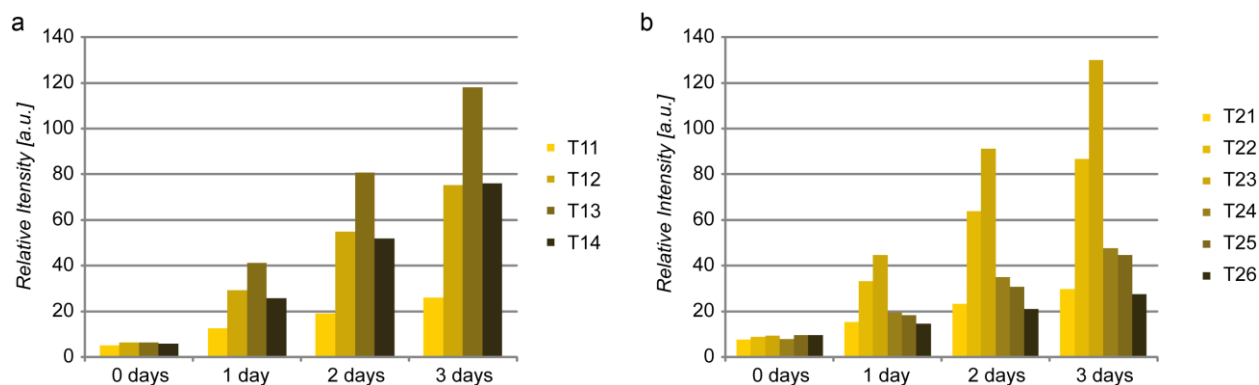 a
Relative Itensity [a.u.]
140
120
100
80
60
40
20
0
0 days
1 day
2 days
3 days
T11
T12
T13
T14
b
Relative Intensity [a.u.]
140
120
100
80
60
40
20
0
0 days
1 day
2 days
3 days
T21
T22
T23
T24
T25
T26